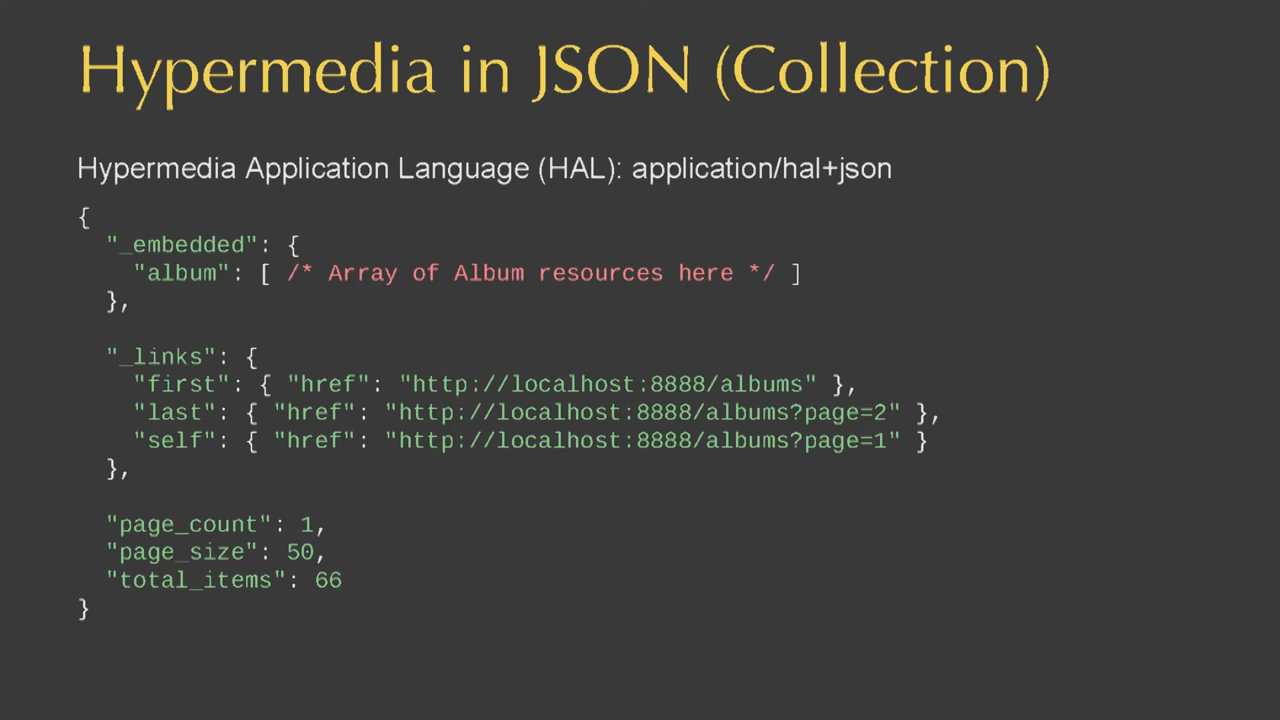 Hypermedia in JSON (Collection)
Hypermedia Application Language (HAL): application/hal+json
{
  "_embedded": {
    "album": [ /* Array of Album resources here */ ]
  },
  "_links": {
    "first": { "href": "http://localhost:8888/albums" },
    "last": { "href": "http://localhost:8888/albums?page=2" },
    "self": { "href": "http://localhost:8888/albums?page=1" }
  },
  "page_count": 1,
  "page_size": 50,
  "total_items": 66
}